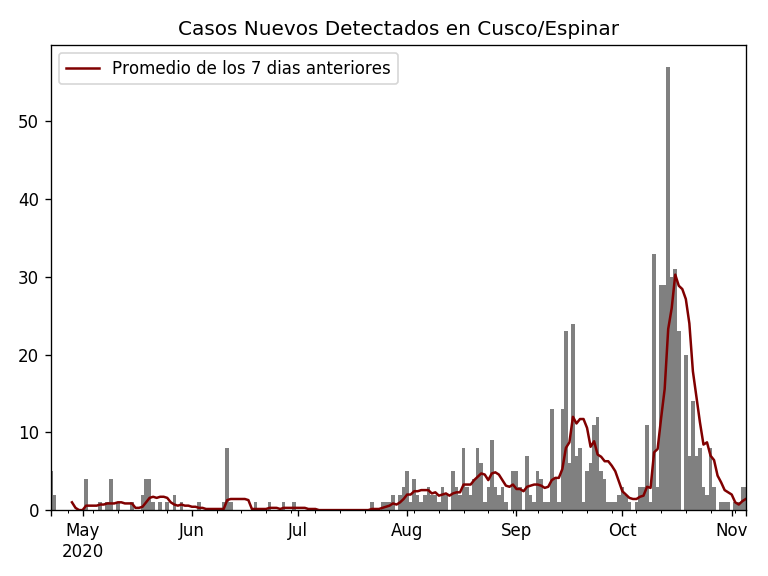 Casos Nuevos Detectados en Cusco/Espinar
Promedio de los 7 dias anteriores
50
40
30
20
10
0
May Jun Jul Aug Sep Oct Nov
2020